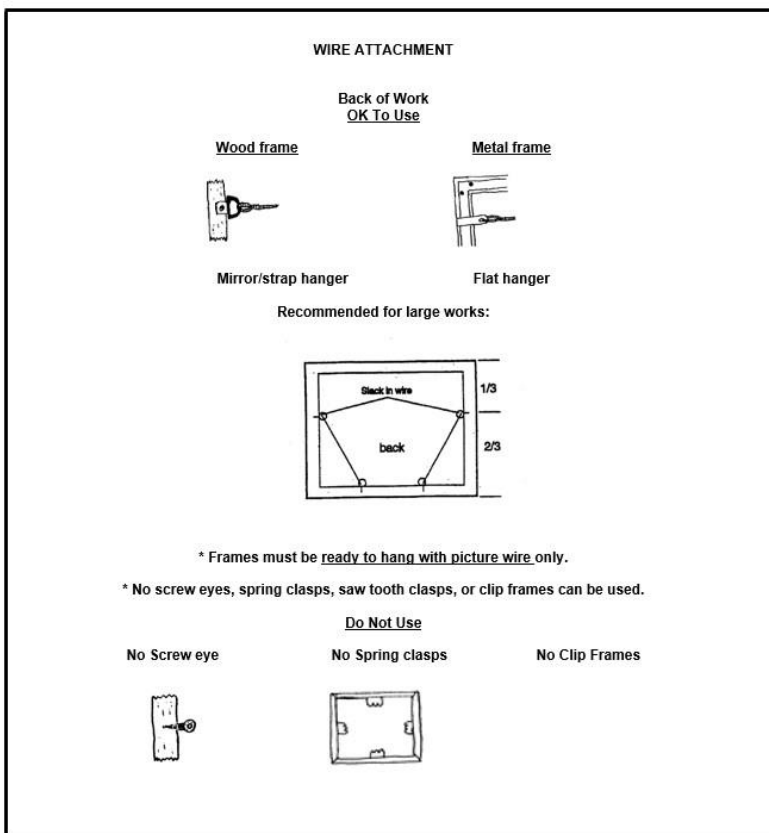 WIRE ATTACHMENT
Back of Work
OK To Use
Wood frame Metal frame
Mirror/strap hanger Flat hanger
Recommended for large works:
Slack in wire
1/3
back
2/3
* Frames must be ready to hang with picture wire only.
* No screw eyes, spring clasps, saw tooth clasps, or clip frames can be used.
Do Not Use
No Screw eye No Spring clasps No Clip Frames